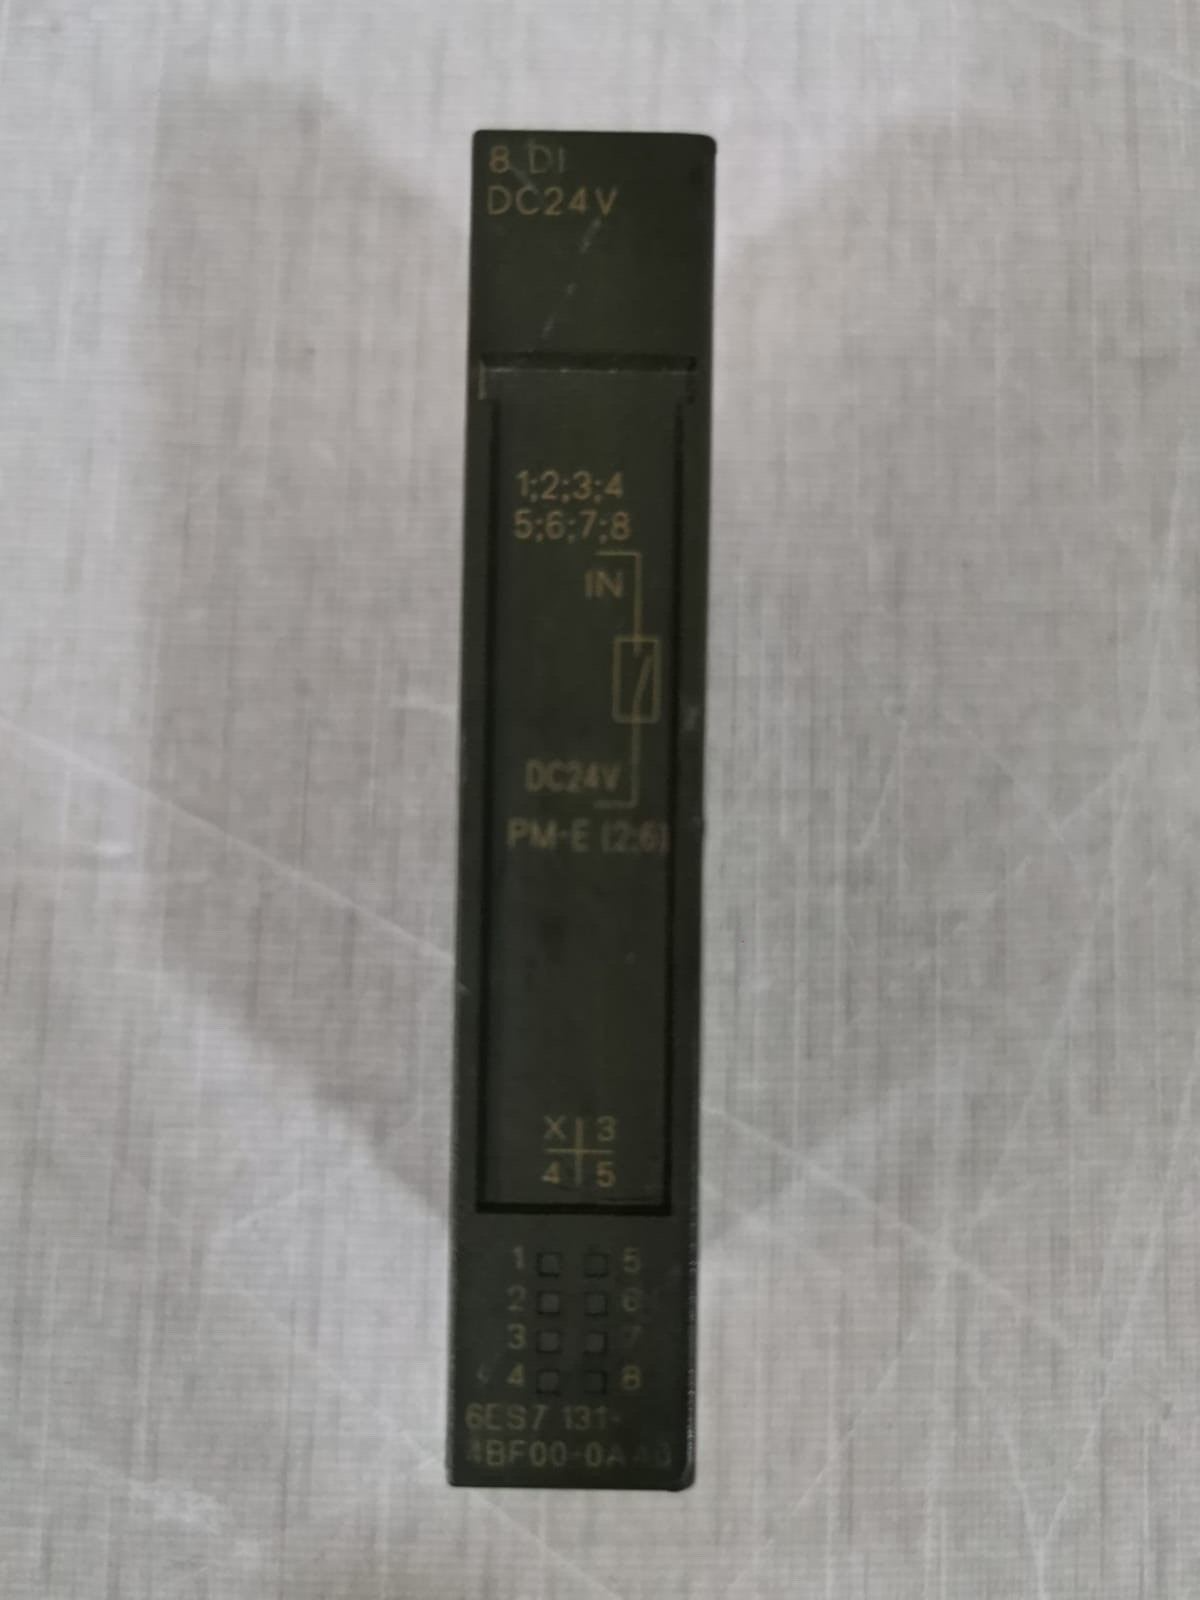 8 DI
DC24V
1;2;3;4
5;6;7;8
IN
DC24V
PM-E (2;6)
X 3
4 5
1 5
2 6
3 7
4 8
6ES7 131-
4BF00-0AA0